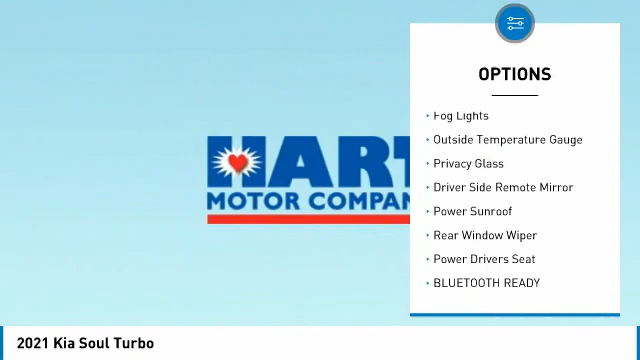 HART
MOTOR COMPAN
OPTIONS
Fog Lights
Outside Temperature Gauge
Privacy Glass
Driver Side Remote Mirror
Power Sunroof
Rear Window Wiper
Power Drivers Seat
BLUETOOTH READY
2021 Kia Soul Turbo